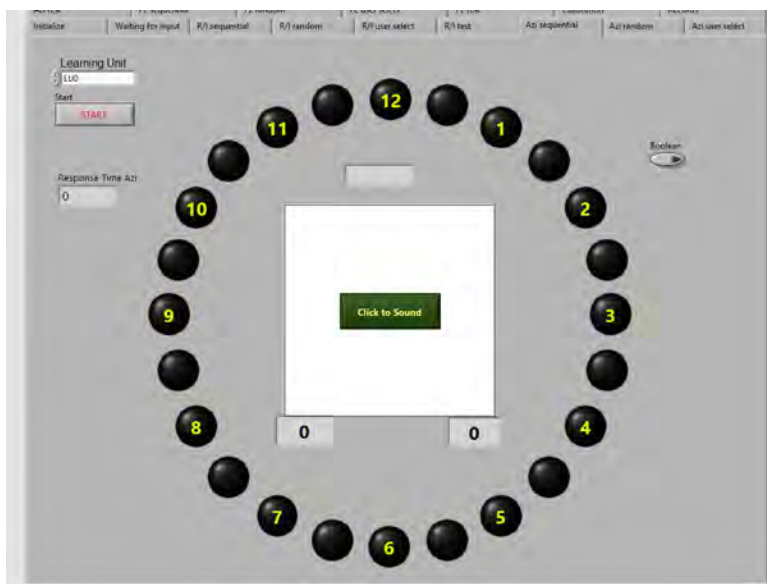 Initialize Waiting for input R/I sequential R/I random R/I user select R/I test Azi sequential Azi random Azi user select
Learning Unit
LU0
Start
START
Response Time Azi
0
Boolean
12
11
1
10
2
9
Click to Sound
3
8
4
0
0
7
5
6